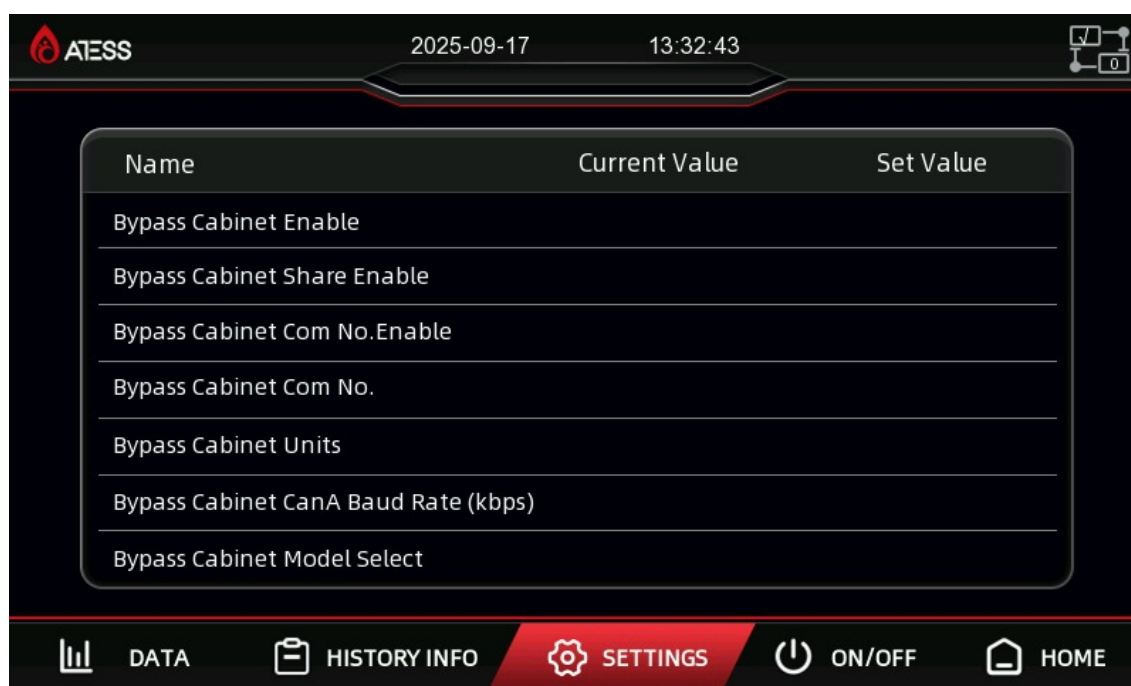 ATESS 2025-09-17 13:32:43
0
Name Current Value Set Value
Bypass Cabinet Enable
Bypass Cabinet Share Enable
Bypass Cabinet Com No.Enable
Bypass Cabinet Com No.
Bypass Cabinet Units
Bypass Cabinet CanA Baud Rate (kbps)
Bypass Cabinet Model Select
DATA HISTORY INFO SETTINGS ON/OFF HOME